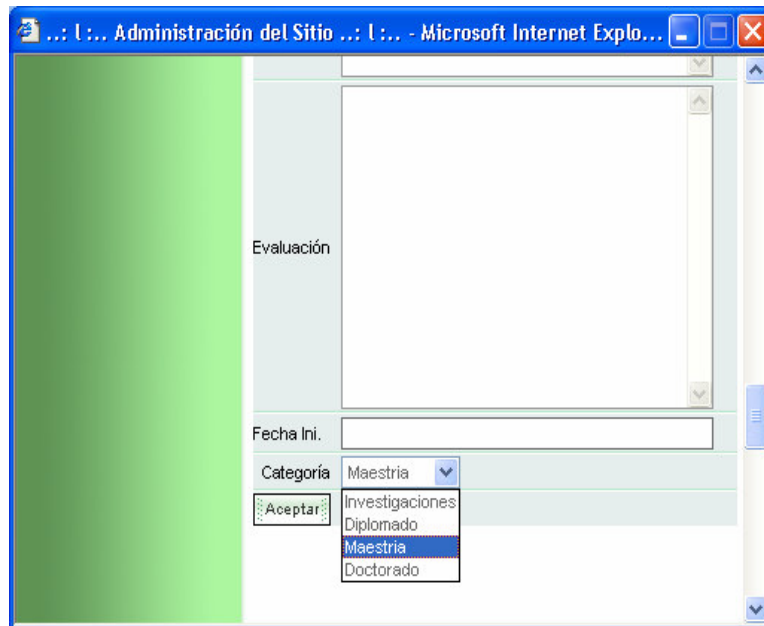 ..: l :.. Administración del Sitio ..: l :.. - Microsoft Internet Explo...
Evaluación
Fecha Ini.
Categoría Maestria
Aceptar
Investigaciones
Diplomado
Maestria
Doctorado